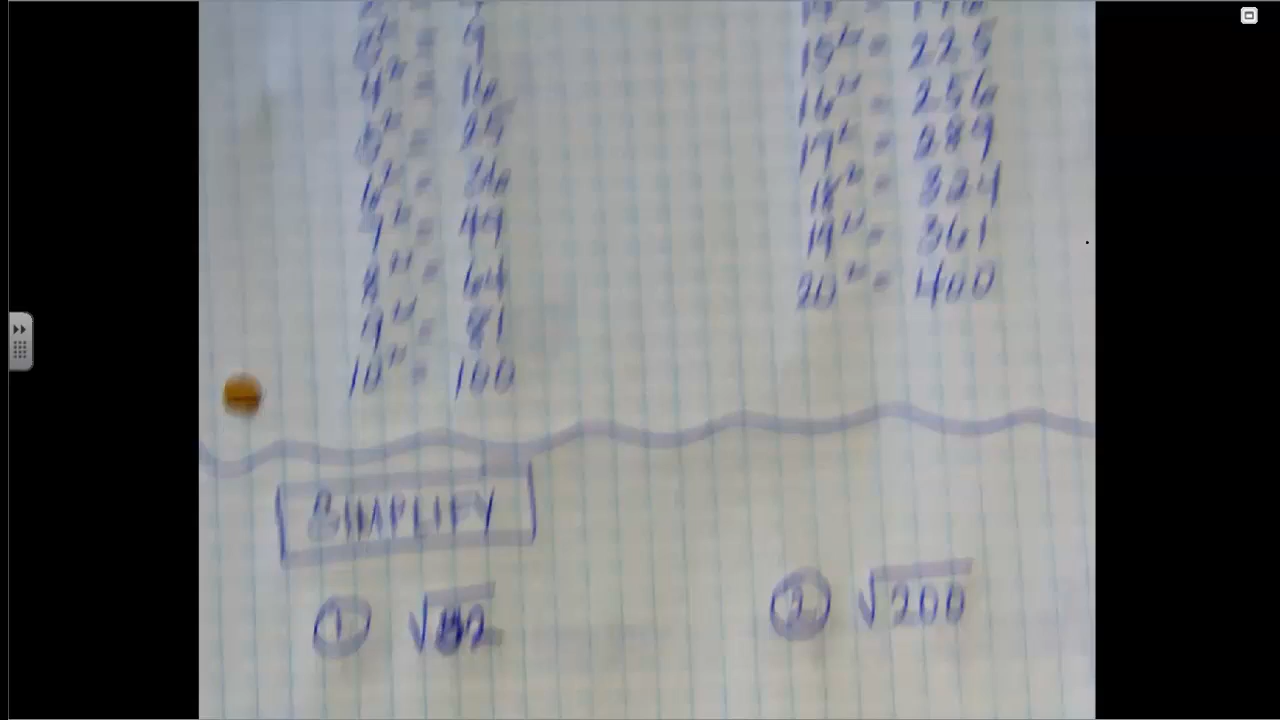 3² = 9
4² = 16
5² = 25
6² = 36
7² = 49
8² = 64
9² = 81
10² = 100
15² = 225
16² = 256
17² = 289
18² = 324
19² = 361
20² = 400
SIMPLIFY
①
② √200